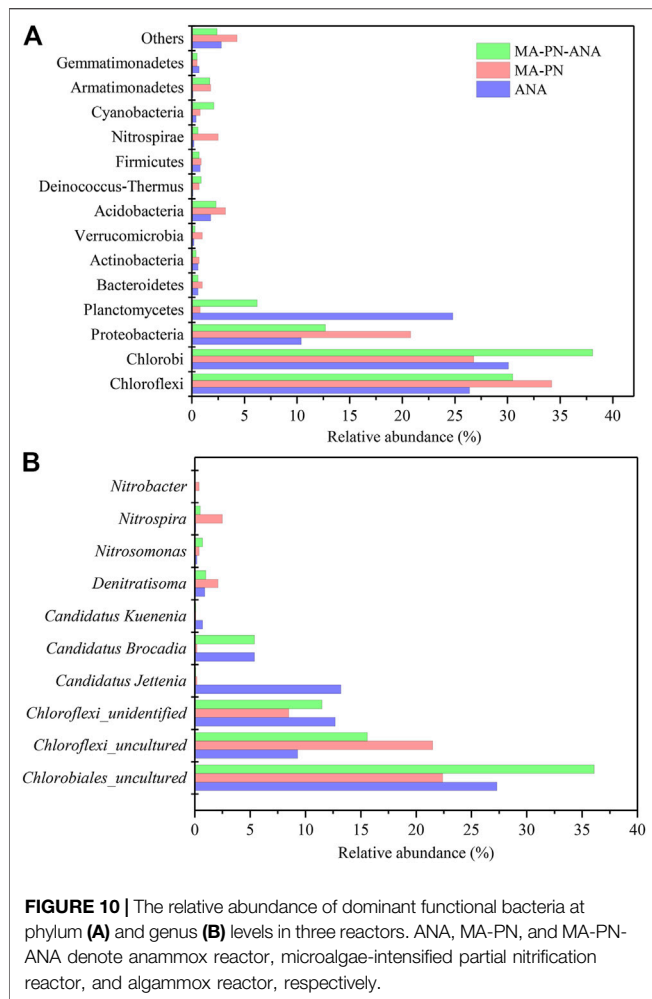 A
Others
Gemmatimonadetes
Armatimonadetes
Cyanobacteria
Nitrospirae
Firmicutes
Deinococcus-Thermus
Acidobacteria
Verrucomicrobia
Actinobacteria
Bacteroidetes
Planctomycetes
Proteobacteria
Chlorobi
Chloroflexi
MA-PN-ANA
MA-PN
ANA
0 5 10 15 20 25 30 35 40
Relative abundance (%)
B
Nitrobacter
Nitrospira
Nitrosomonas
Denitratisoma
Candidatus Kuenenia
Candidatus Brocadia
Candidatus Jettenia
Chloroflexi_unidentified
Chloroflexi_uncultured
Chlorobiales_uncultured
0 5 10 15 20 25 30 35 40
Relative abundance (%)
FIGURE 10 | The relative abundance of dominant functional bacteria at
phylum (A) and genus (B) levels in three reactors. ANA, MA-PN, and MA-PN-
ANA denote anammox reactor, microalgae-intensified partial nitrification
reactor, and algammox reactor, respectively.